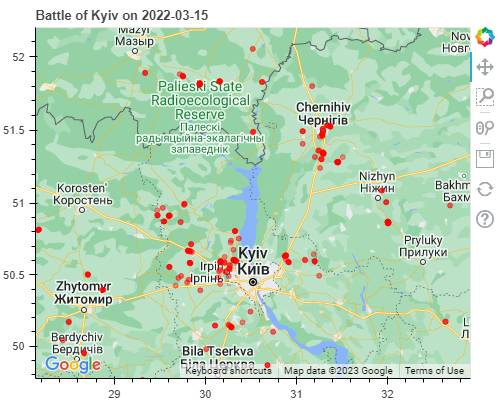 Battle of Kyiv on 2022-03-15
Mazyr
Мазыр
Нов
Novh
52
Palieski State
Radioecological
Reserve
Палескі
радыяцыйна-экалагічны
запаведнік
Chernihiv
Чернігів
51.5
Korosten'
Коростень
Nizhyn
Ніжин
Bakhm
Бахм
51
Kyiv
Київ
Irpin
Ірпінь
Pryluky
Прилуки
50.5
Zhytomyr
Житомир
Berdychiv
Бердичів
50
Bila Tserkva
Біла Церква
Google
Keyboard shortcuts
Map data ©2023 Google
Terms of Use
29
30
31
32